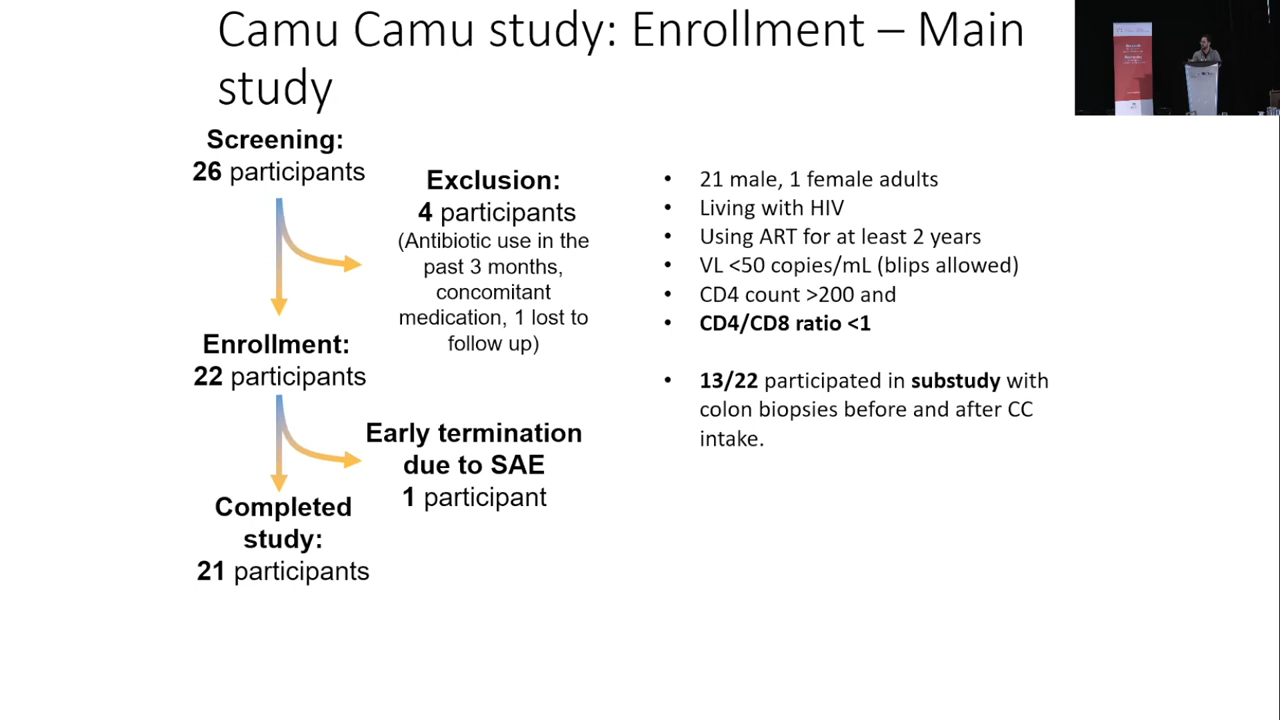 Camu Camu study: Enrollment – Main
study
Screening:
26 participants
Exclusion:
4 participants
(Antibiotic use in the
past 3 months,
concomitant
medication, 1 lost to
follow up)
Enrollment:
22 participants
Early termination
due to SAE
1 participant
Completed
study:
21 participants
• 21 male, 1 female adults
• Living with HIV
• Using ART for at least 2 years
• VL <50 copies/mL (blips allowed)
• CD4 count >200 and
• CD4/CD8 ratio <1
• 13/22 participated in substudy with
colon biopsies before and after CC
intake.